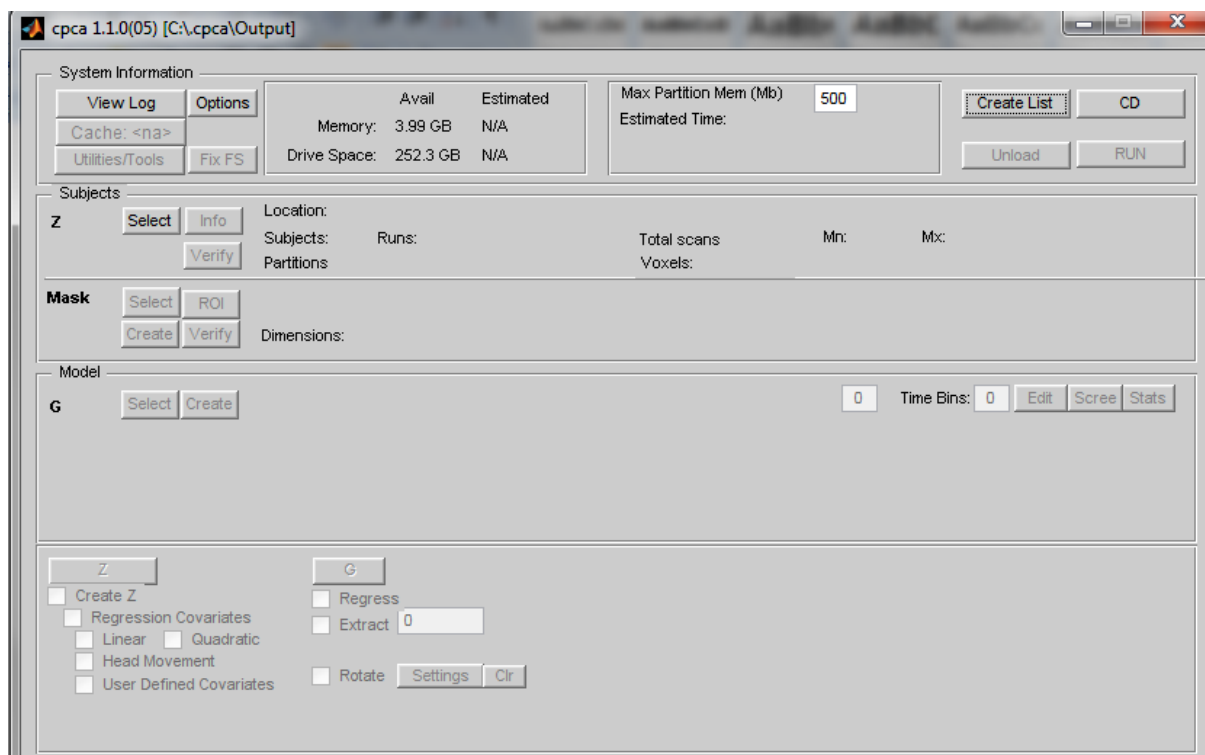 cpca 1.1.0(05) [C:\.cpca\Output]
System Information
View Log Options
Cache: <na>
Utilities/Tools Fix FS
Avail Estimated
Memory: 3.99 GB N/A
Drive Space: 252.3 GB N/A
Max Partition Mem (Mb) 500
Estimated Time:
Create List CD
Unload RUN
Subjects
Z Select Info Location:
Subjects: Runs: Total scans Mn: Mx:
Verify Partitions Voxels:
Mask Select ROI
Create Verify Dimensions:
Model
G Select Create 0 Time Bins: 0 Edit Scree Stats
Z G
Create Z Regress
Regression Covariates Extract 0
Linear Quadratic
Head Movement
User Defined Covariates Rotate Settings Clr